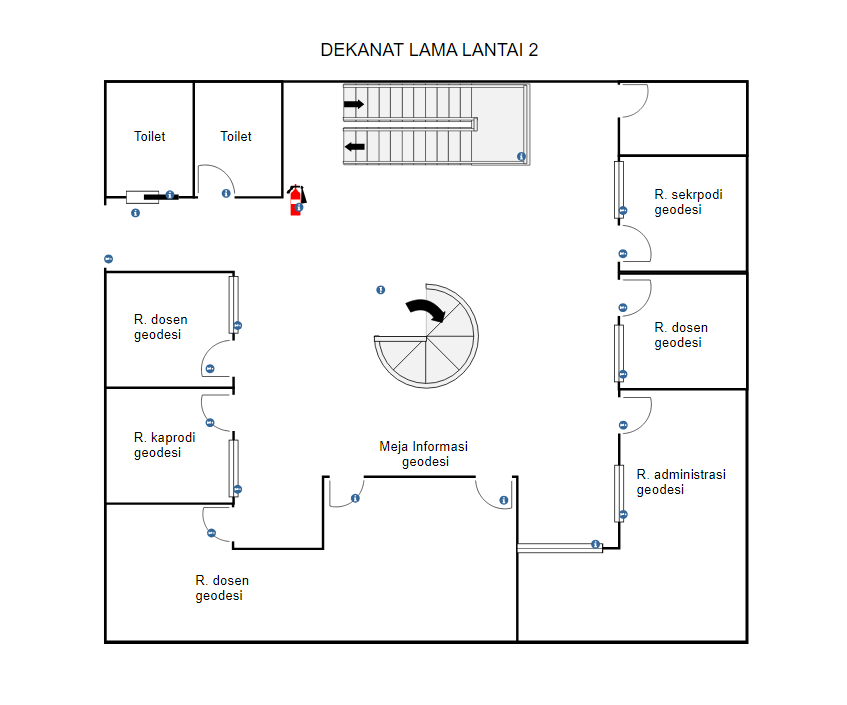 DEKANAT LAMA LANTAI 2
Toilet
Toilet
R. sekrpodi
geodesi
R. dosen
geodesi
R. dosen
geodesi
R. kaprodi
geodesi
Meja Informasi
geodesi
R. administrasi
geodesi
R. dosen
geodesi